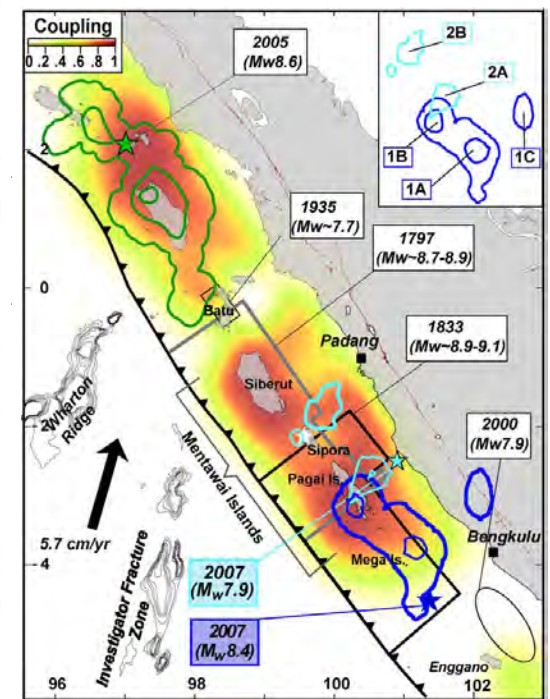 Coupling
0 .2 .4 .6 .8 1
2005
(Mw8.6)
2B
2A
1B
1C
1A
2
1935
(Mw~7.7)
1797
(Mw~8.7-8.9)
0
Batu
1833
(Mw~8.9-9.1)
Padang
Siberut
Wharton
Ridge
2
Sipora
2000
(Mw7.9)
Pagai Is.
Mentawai Islands
Bengkulu
5.7 cm/yr
4
Mega Is.
2007
(Mw7.9)
Investigator Fracture
Zone
2007
(Mw8.4)
Enggano
96 98 100 102